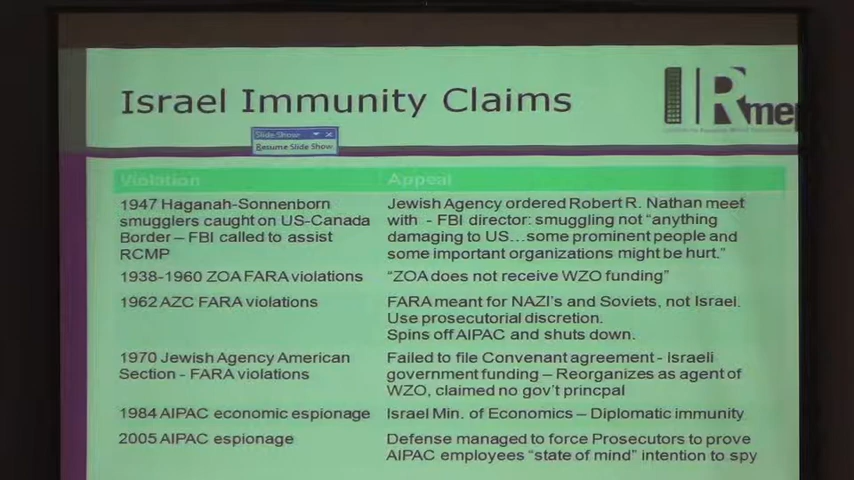 Israel Immunity Claims
IRmep
Slide Show
Resume Slide Show
Violation Appeal
1947 Haganah-Sonnenborn
smugglers caught on US-Canada
Border – FBI called to assist
RCMP
Jewish Agency ordered Robert R. Nathan meet
with - FBI director: smuggling not "anything
damaging to US…some prominent people and
some important organizations might be hurt."
1938-1960 ZOA FARA violations
"ZOA does not receive WZO funding"
1962 AZC FARA violations
FARA meant for NAZI's and Soviets, not Israel.
Use prosecutorial discretion.
Spins off AIPAC and shuts down.
1970 Jewish Agency American
Section - FARA violations
Failed to file Convenant agreement - Israeli
government funding – Reorganizes as agent of
WZO, claimed no gov't princpal
1984 AIPAC economic espionage
Israel Min. of Economics – Diplomatic immunity
2005 AIPAC espionage
Defense managed to force Prosecutors to prove
AIPAC employees "state of mind" intention to spy